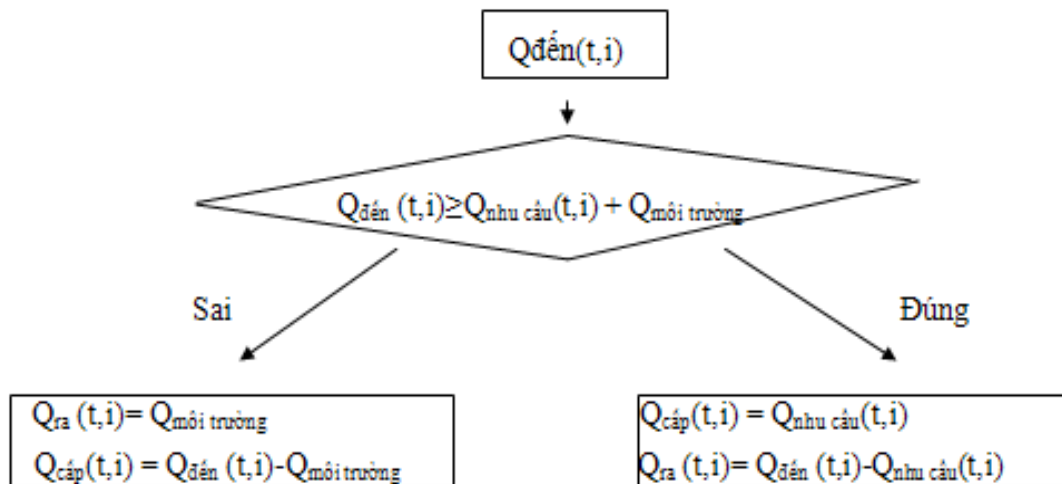 Qđến(t,i)
Qđến (t,i)≥Qnhu cầu(t,i) + Qmôi trường
Sai
Đúng
Qra (t,i)= Qmôi trường
Qcấp(t,i) = Qđến (t,i)-Qmôi trường
Qcấp(t,i) = Qnhu cầu(t,i)
Qra (t,i)= Qđến (t,i)-Qnhu cầu(t,i)